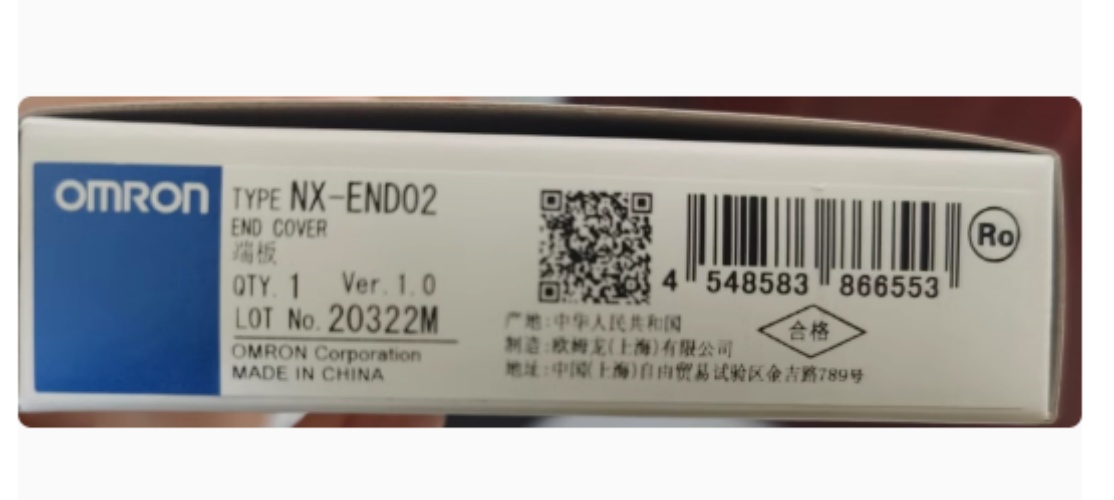 OMRON
TYPE NX-END02
END COVER
端板
QTY. 1 Ver. 1.0
LOT No. 20322M
OMRON Corporation
MADE IN CHINA
4 548583 866553
Ro
合格
产地:中华人民共和国
制造:欧姆龙(上海)有限公司
地址:中国(上海)自由贸易试验区金吉路789号